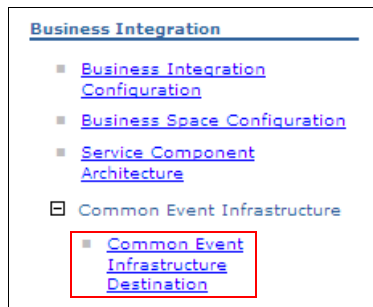 Business Integration
Business Integration
Configuration
Business Space Configuration
Service Component
Architecture
Common Event Infrastructure
Common Event
Infrastructure
Destination